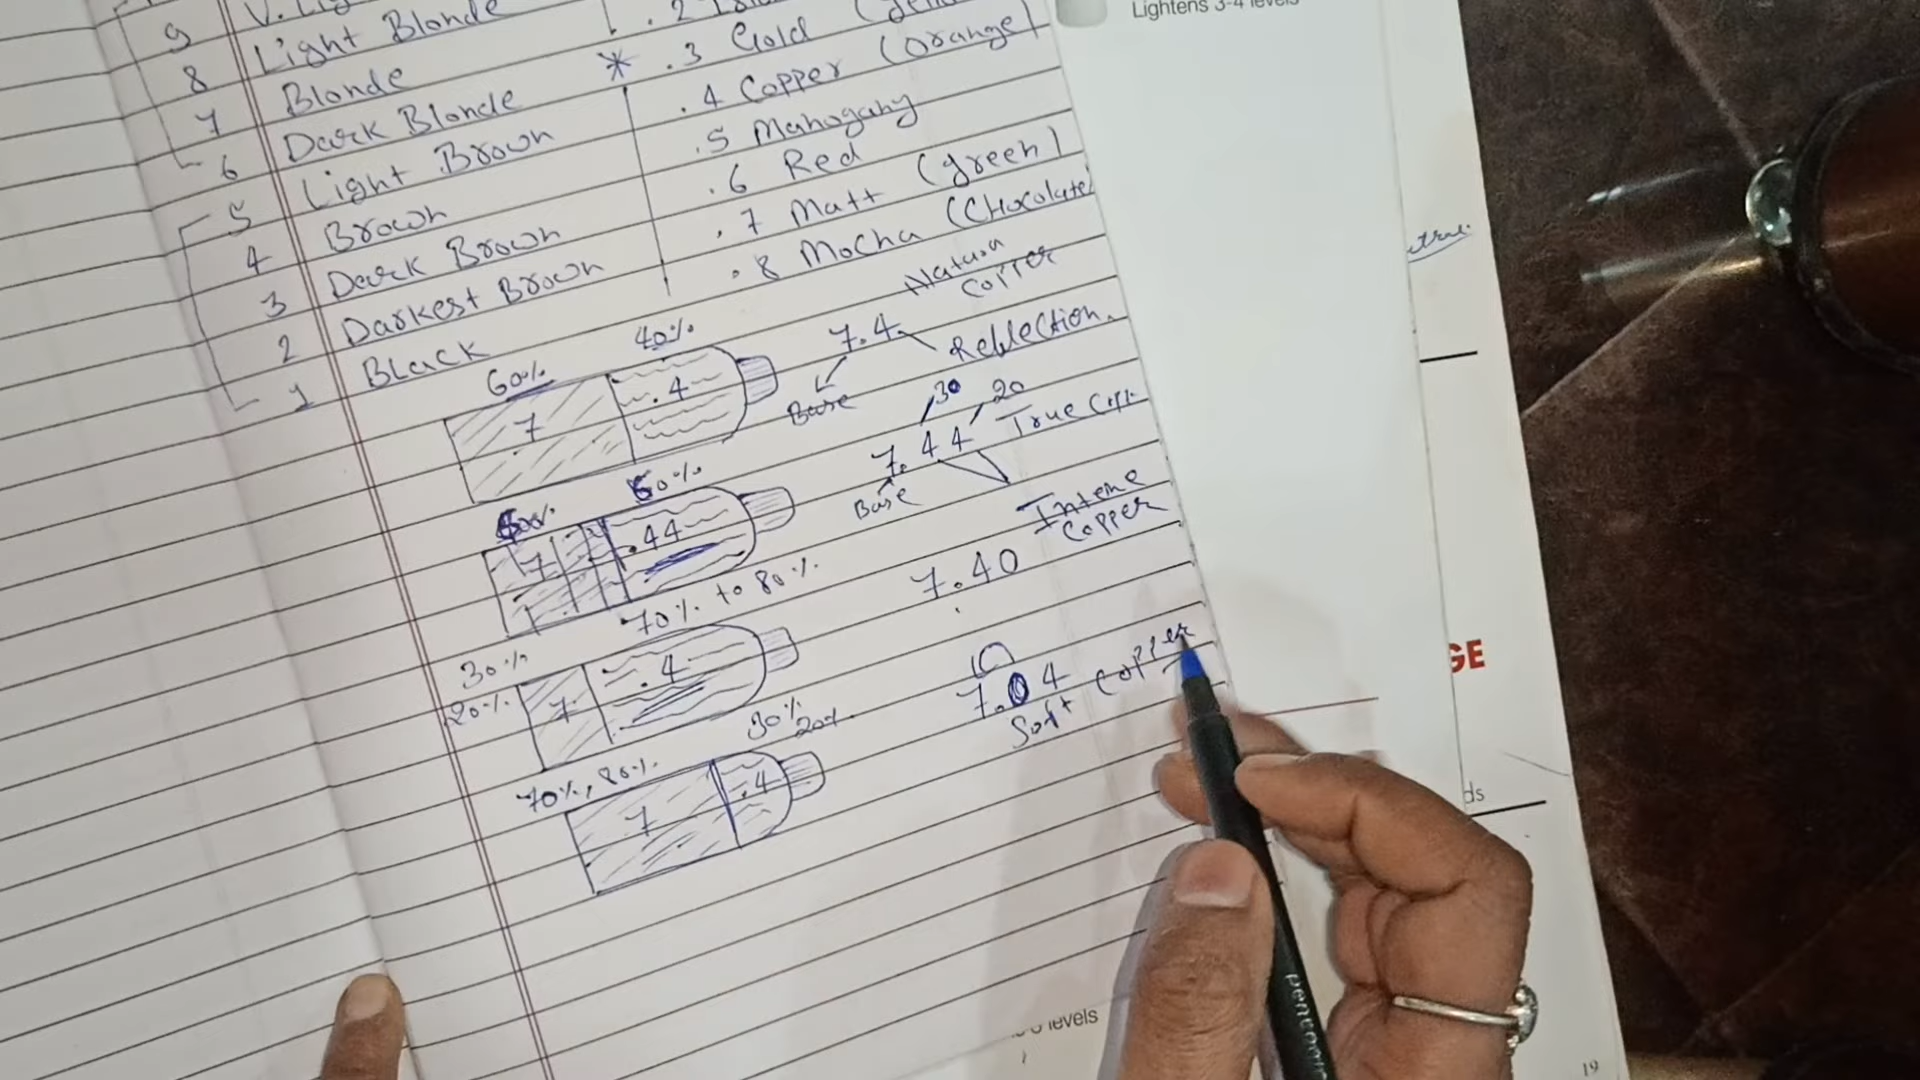 9 V. Lig
8 Light Blonde
7 Blonde
6 Dark Blonde
5 Light Brown
4 Brown
3 Dark Brown
2 Darkest Brown
1 Black
.2
* .3 Gold
.4 Copper (orange)
.5 Mahogany
.6 Red
.7 Matt (green)
.8 Mocha (Chocolate)
60% 40%
7 .4
7.4 Copper
Base Reflection.
30 20
7.44 True
Base
Intense Copper
60%
7 .44
70% to 80%
7.40
30%
20% 7 .4
7.04 Copper
Soft
70%, 80% 30% 20%
7 .4
Lightens 3-4 levels
GE
ds
levels
19